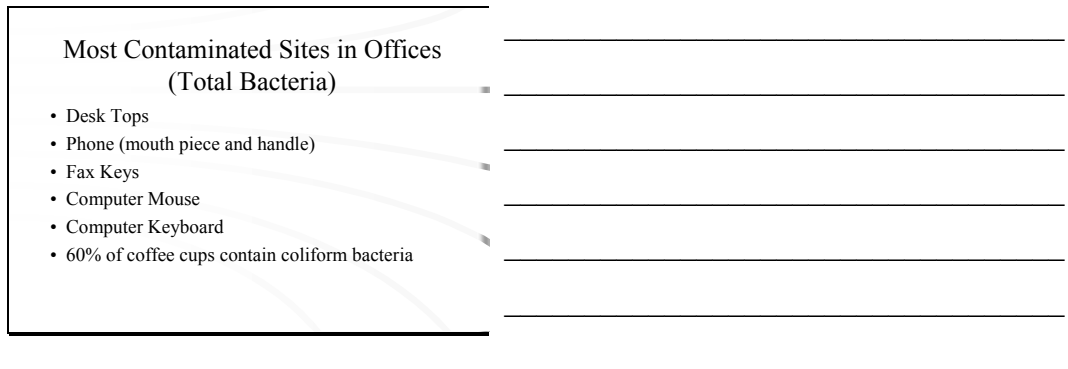 Most Contaminated Sites in Offices
(Total Bacteria)
• Desk Tops
• Phone (mouth piece and handle)
• Fax Keys
• Computer Mouse
• Computer Keyboard
• 60% of coffee cups contain coliform bacteria